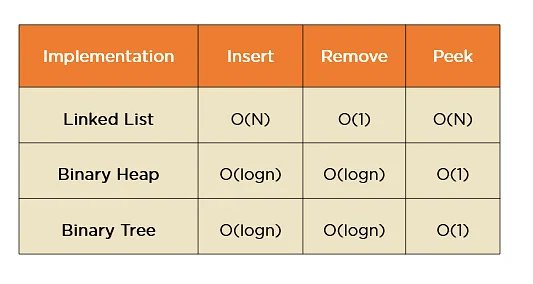 Implementation Insert Remove Peek
Linked List O(N) O(1) O(N)
Binary Heap O(logn) O(logn) O(1)
Binary Tree O(logn) O(logn) O(1)